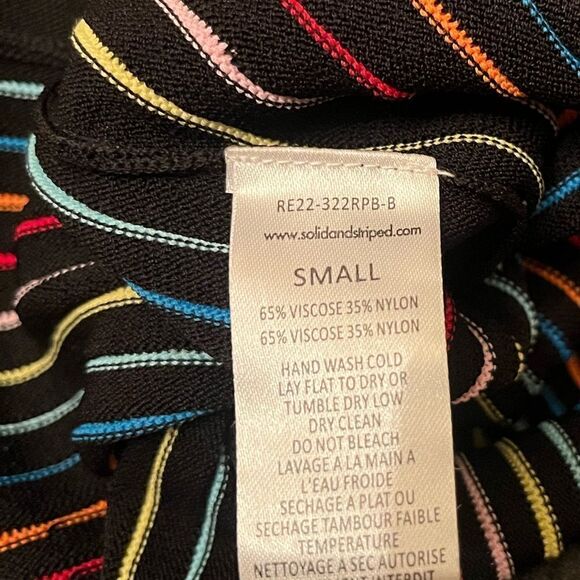 RE22-322RPB-B
www.solidandstriped.com
SMALL
65% VISCOSE 35% NYLON
65% VISCOSE 35% NYLON
HAND WASH COLD
LAY FLAT TO DRY OR
TUMBLE DRY LOW
DRY CLEAN
DO NOT BLEACH
LAVAGE A LA MAIN A
L'EAU FROIDE
SECHAGE A PLAT OU
SECHAGE TAMBOUR FAIBLE
TEMPERATURE
NETTOYAGE A SEC AUTORISE